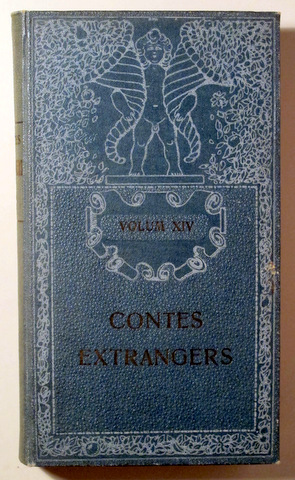 VOLUM XIV
CONTES
EXTRANGERS